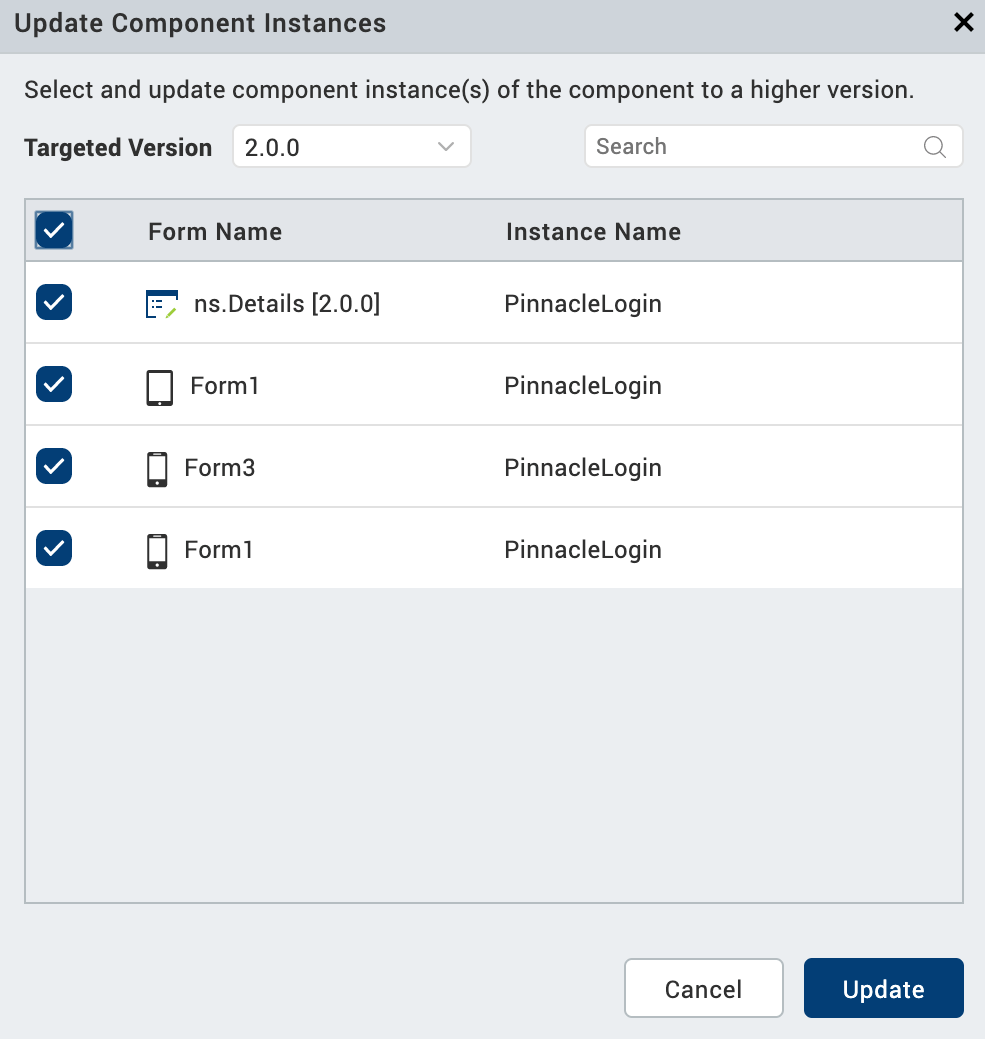 Update Component Instances
Select and update component instance(s) of the component to a higher version.
Targeted Version 2.0.0 Search
Form Name Instance Name
ns.Details [2.0.0] PinnacleLogin
Form1 PinnacleLogin
Form3 PinnacleLogin
Form1 PinnacleLogin
Cancel Update